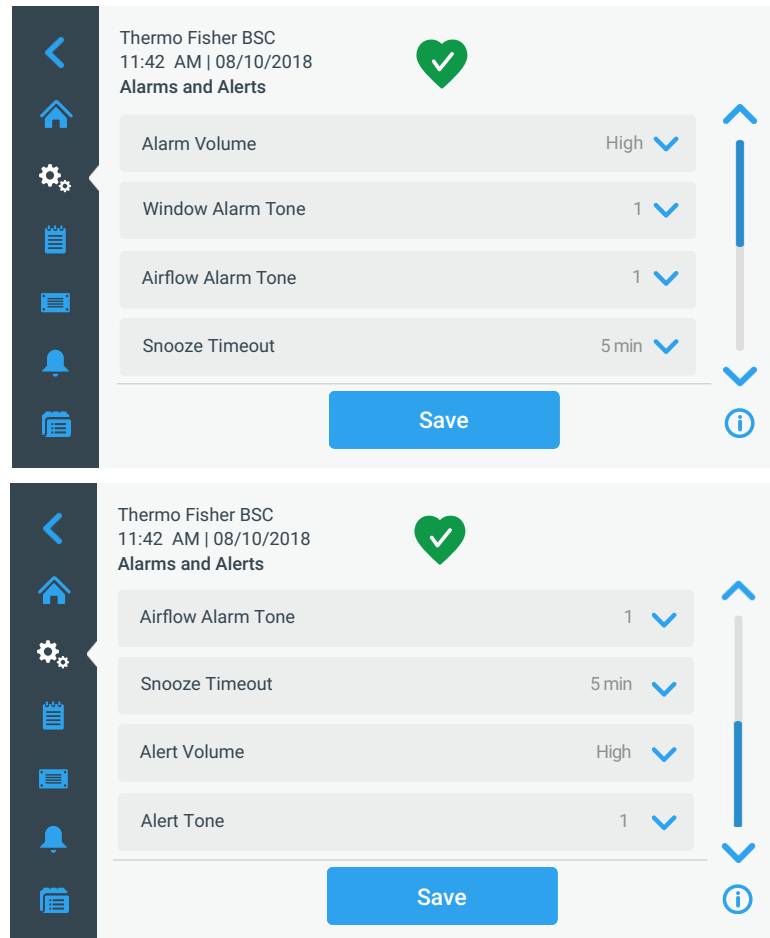 Thermo Fisher BSC
11:42 AM | 08/10/2018
Alarms and Alerts
Alarm Volume High
Window Alarm Tone 1
Airflow Alarm Tone 1
Snooze Timeout 5 min
Save
Thermo Fisher BSC
11:42 AM | 08/10/2018
Alarms and Alerts
Airflow Alarm Tone 1
Snooze Timeout 5 min
Alert Volume High
Alert Tone 1
Save